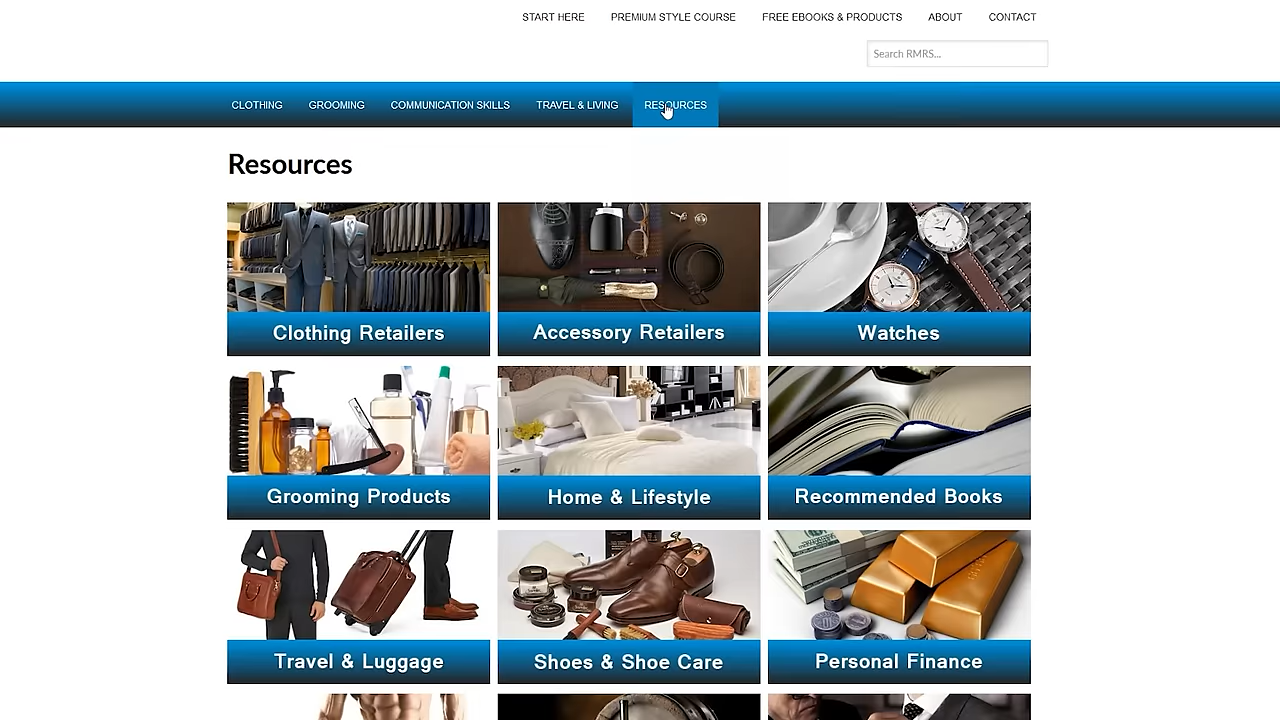 START HERE PREMIUM STYLE COURSE FREE EBOOKS & PRODUCTS ABOUT CONTACT
Search RMRS...
CLOTHING GROOMING COMMUNICATION SKILLS TRAVEL & LIVING RESOURCES
Resources
Clothing Retailers Accessory Retailers Watches
Grooming Products Home & Lifestyle Recommended Books
Travel & Luggage Shoes & Shoe Care Personal Finance